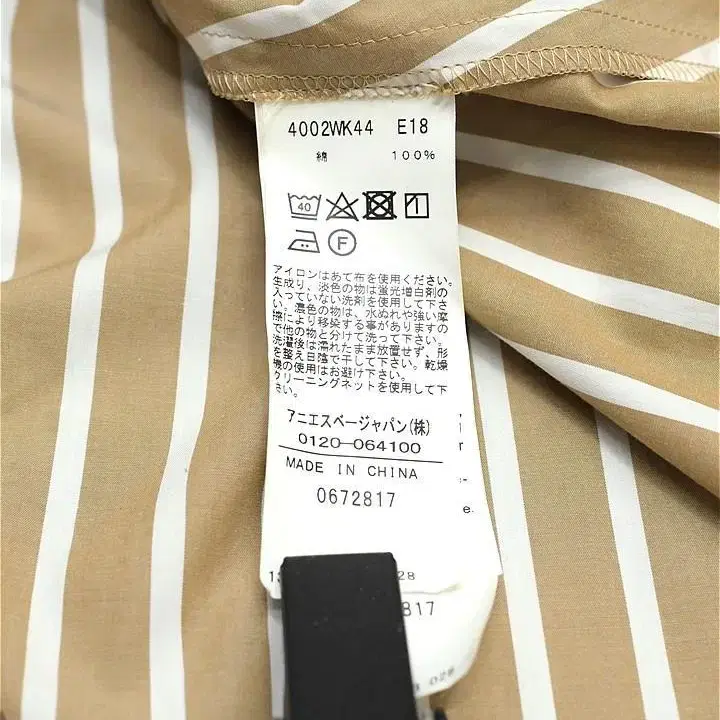 4002WK44 E18
綿 100%
40
F
アイロンはあて布を使用ください。
生成り、淡色の物は蛍光増白剤の
入っていない洗剤を使用して下さ
い。濃色の物は、水ぬれや強い摩
擦により移染する事がありますの
で他の物と分けて洗って下さい。
洗濯後は濡れたまま放置せず、形
を整え日陰で干して下さい。乾燥
機の使用はお避け下さい。
クリーニングネットを使用して下
さい。
アニエスベージャパン(株)
0120-064100
MADE IN CHINA
0672817
e.
28
817
028